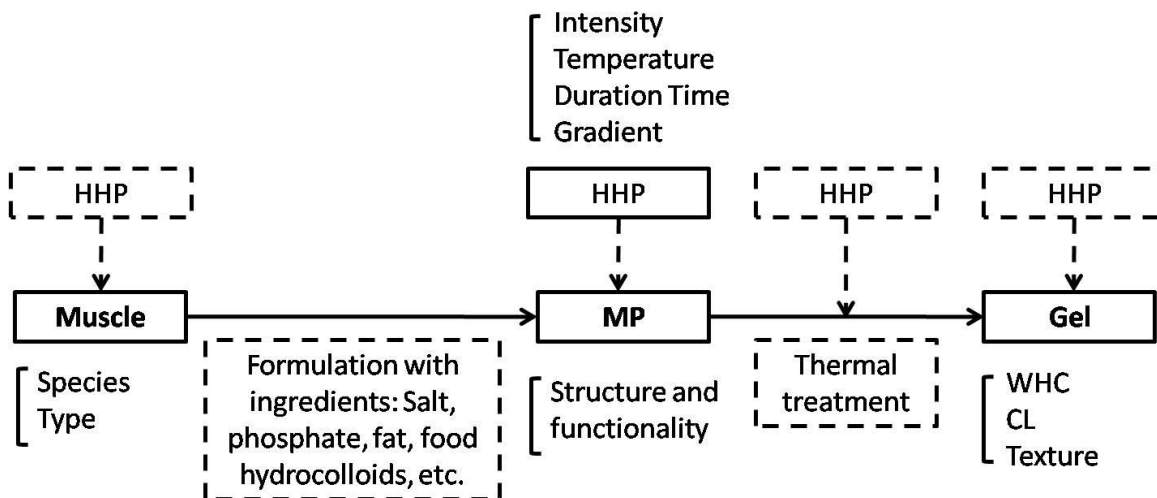 Intensity
Temperature
Duration Time
Gradient
HHP
HHP
HHP
HHP
Muscle
MP
Gel
Species
Type
Formulation with
ingredients: Salt,
phosphate, fat, food
hydrocolloids, etc.
Structure and
functionality
Thermal
treatment
WHC
CL
Texture